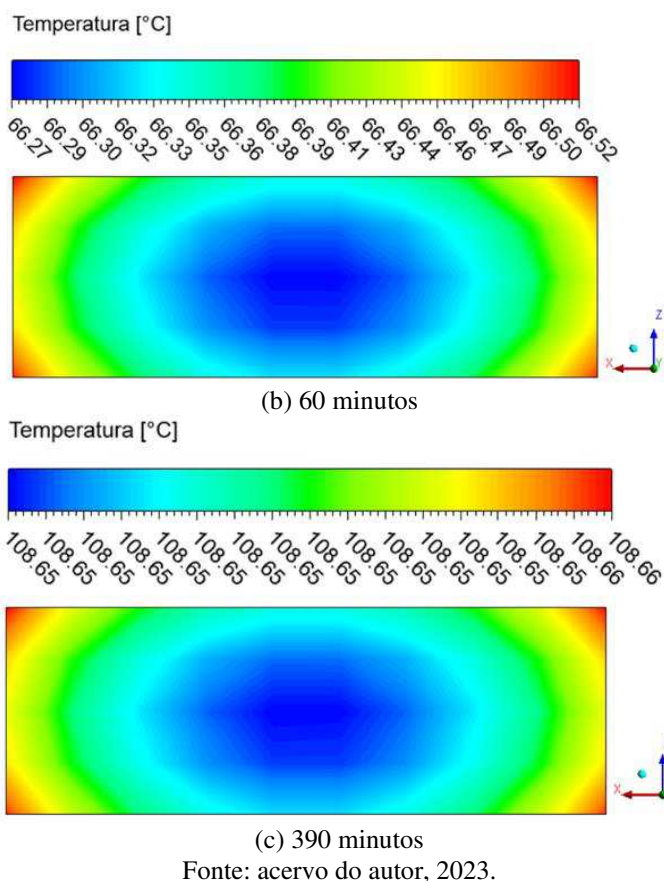 Temperatura [°C]
66.27 66.29 66.30 66.32 66.33 66.35 66.36 66.38 66.39 66.41 66.43 66.44 66.46 66.47 66.49 66.50 66.52
Z
X Y
(b) 60 minutos
Temperatura [°C]
108.65 108.65 108.65 108.65 108.65 108.65 108.65 108.65 108.65 108.65 108.65 108.65 108.65 108.66 108.66 108.66 108.66
X
(c) 390 minutos
Fonte: acervo do autor, 2023.